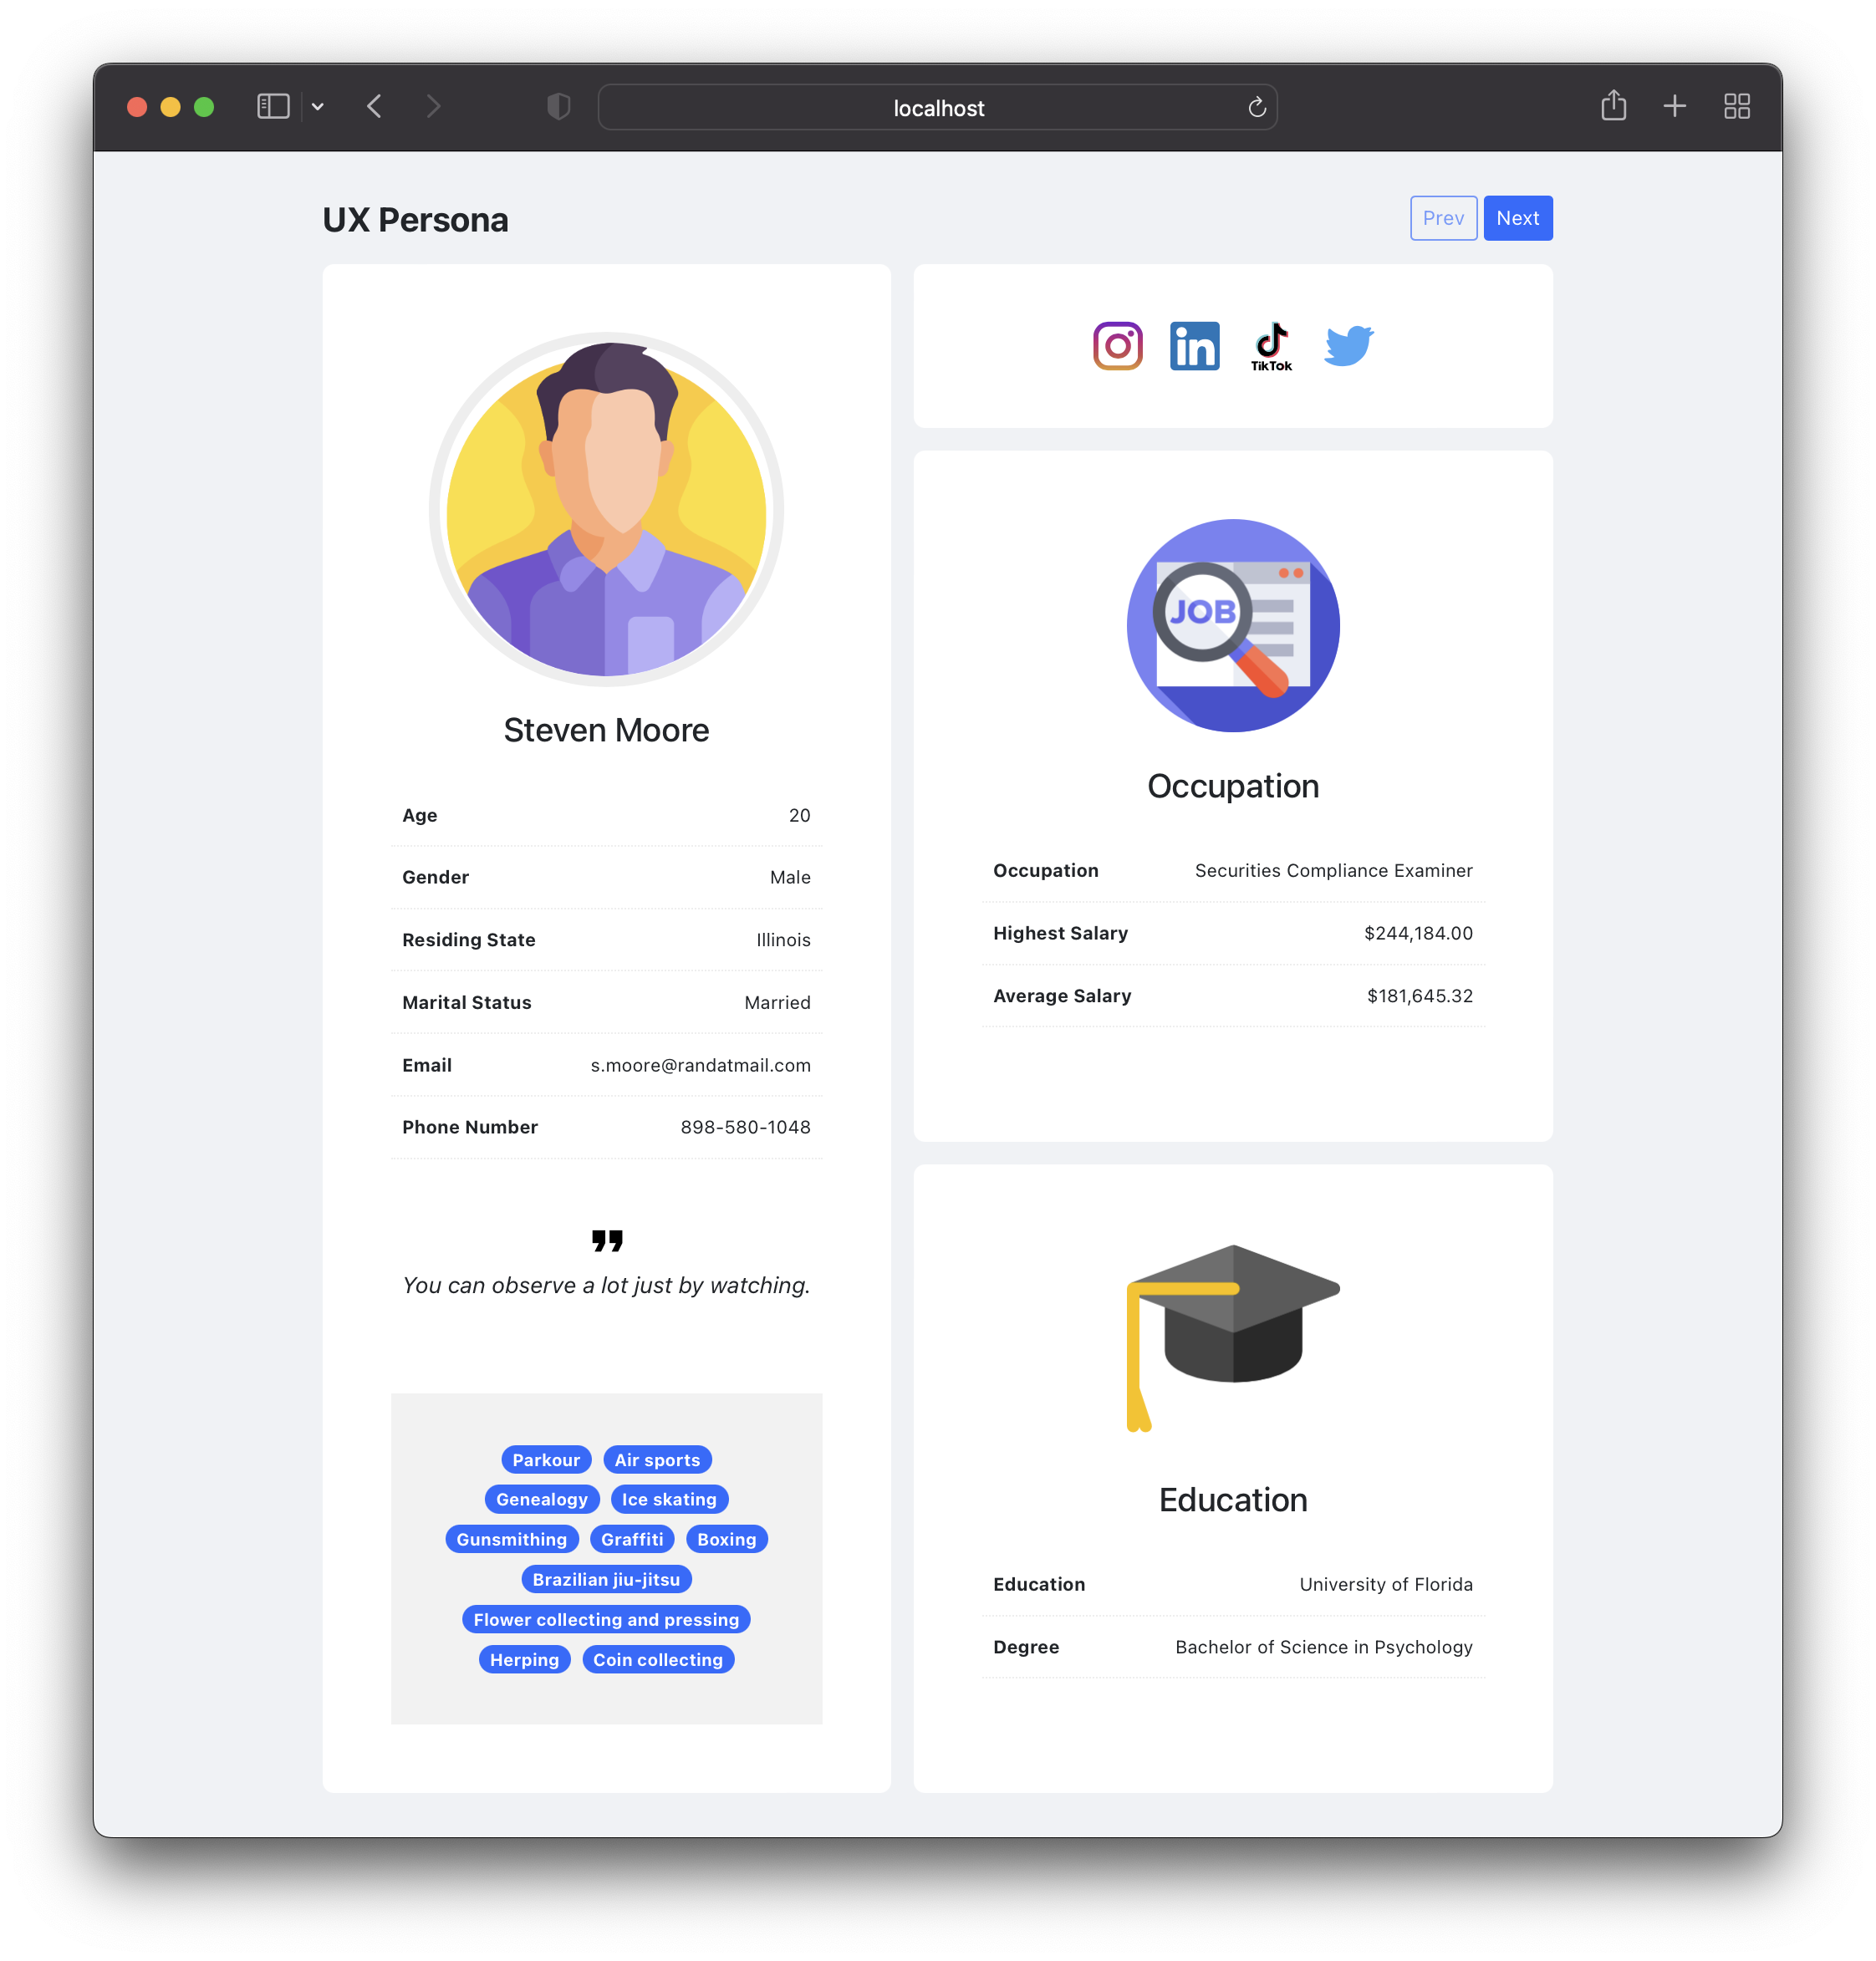 localhost
UX Persona
Prev Next
Steven Moore
Age 20
Gender Male
Residing State Illinois
Marital Status Married
Email s.moore@randatmail.com
Phone Number 898-580-1048
You can observe a lot just by watching.
Parkour Air sports
Genealogy Ice skating
Gunsmithing Graffiti Boxing
Brazilian jiu-jitsu
Flower collecting and pressing
Herping Coin collecting
in
TikTok
JOB
Occupation
Occupation Securities Compliance Examiner
Highest Salary $244,184.00
Average Salary $181,645.32
Education
Education University of Florida
Degree Bachelor of Science in Psychology